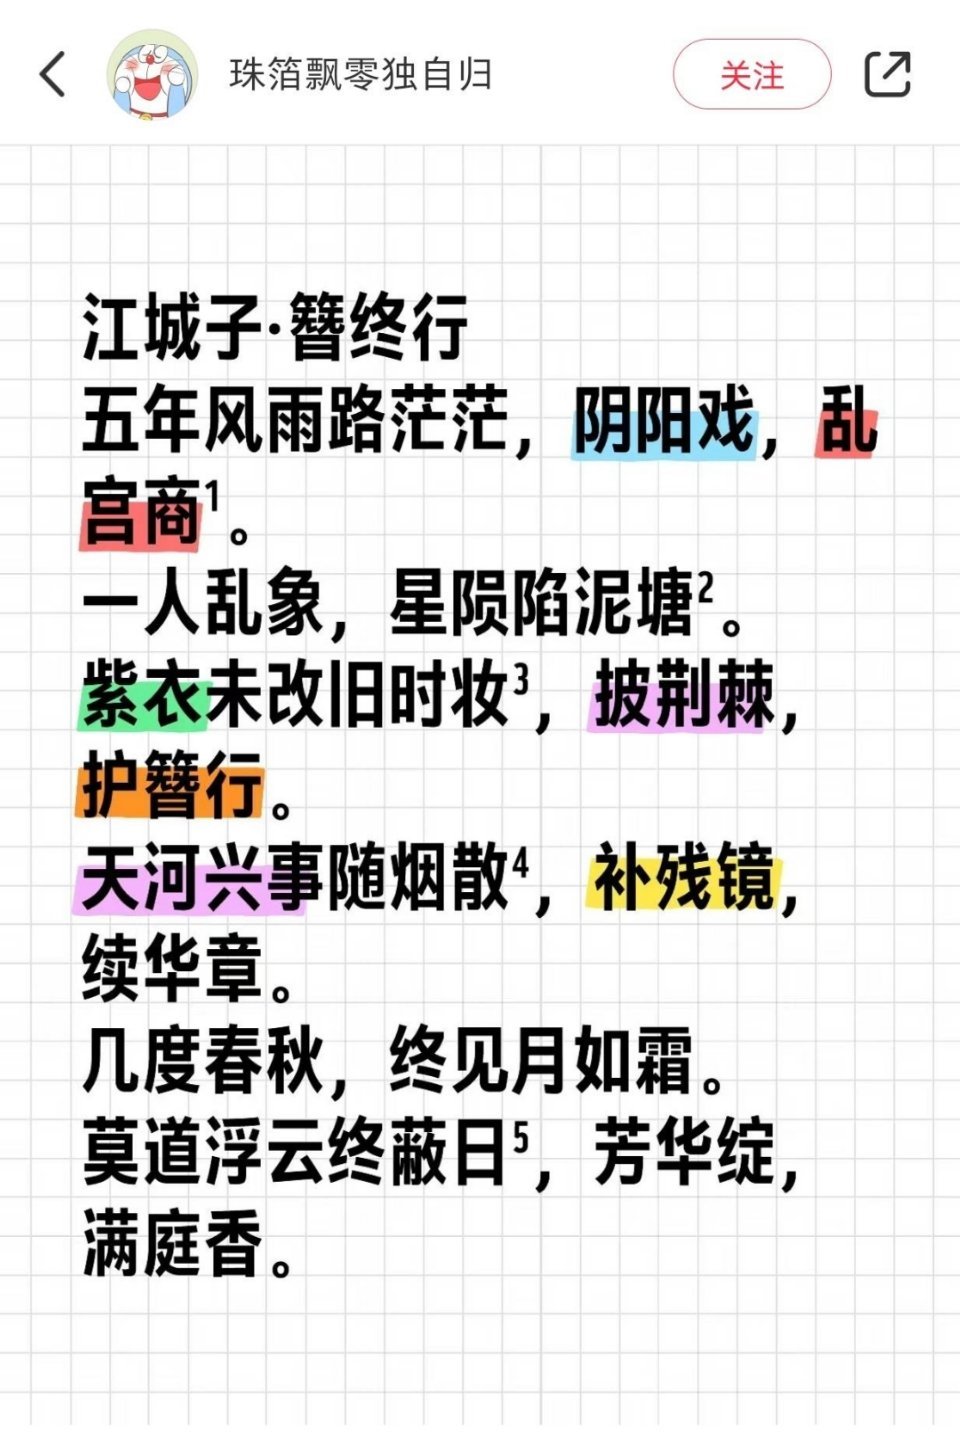 珠箔飘零独自归
关注
江城子·簪终行
五年风雨路茫茫，阴阳戏，乱
宫商¹。
一人乱象，星陨陷泥塘²。
紫衣未改旧时妆³，披荆棘，
护簪行。
天河兴事随烟散⁴，补残镜，
续华章。
几度春秋，终见月如霜。
莫道浮云终蔽日⁵，芳华绽，
满庭香。